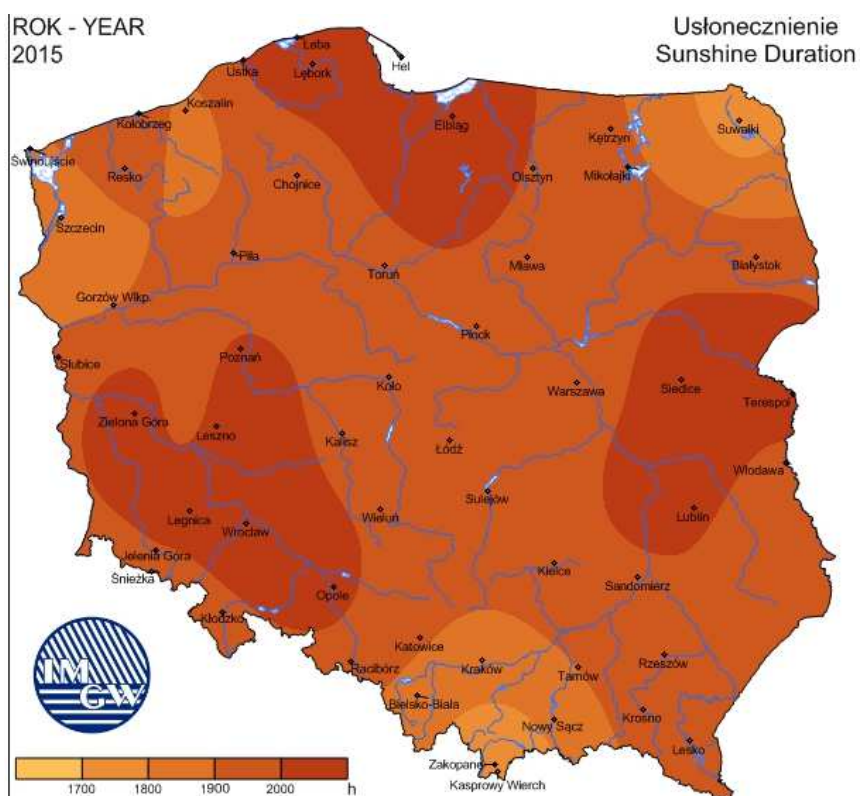 ROK - YEAR
2015
Usłonecznienie
Sunshine Duration
Łeba
Hel
Ustka
Lębork
Koszalin
Kołobrzeg
Elbląg
Suwałki
Kętrzyn
Świnoujście
Resko
Chojnice
Olsztyn
Mikołajki
Szczecin
Piła
Toruń
Mława
Białystok
Gorzów Wlkp.
Płock
Słubice
Poznań
Koło
Warszawa
Siedlce
Terespol
Zielona Góra
Leszno
Kalisz
Łódź
Włodawa
Sulejów
Legnica
Wrocław
Wieluń
Lublin
Jelenia Góra
Śnieżka
Kielce
Sandomierz
Opole
Kłodzko
Katowice
Kraków
Tarnów
Rzeszów
Racibórz
Bielsko-Biała
Nowy Sącz
Krosno
Lesko
Zakopane
Kasprowy Wierch
IM
GW
1700 1800 1900 2000 h